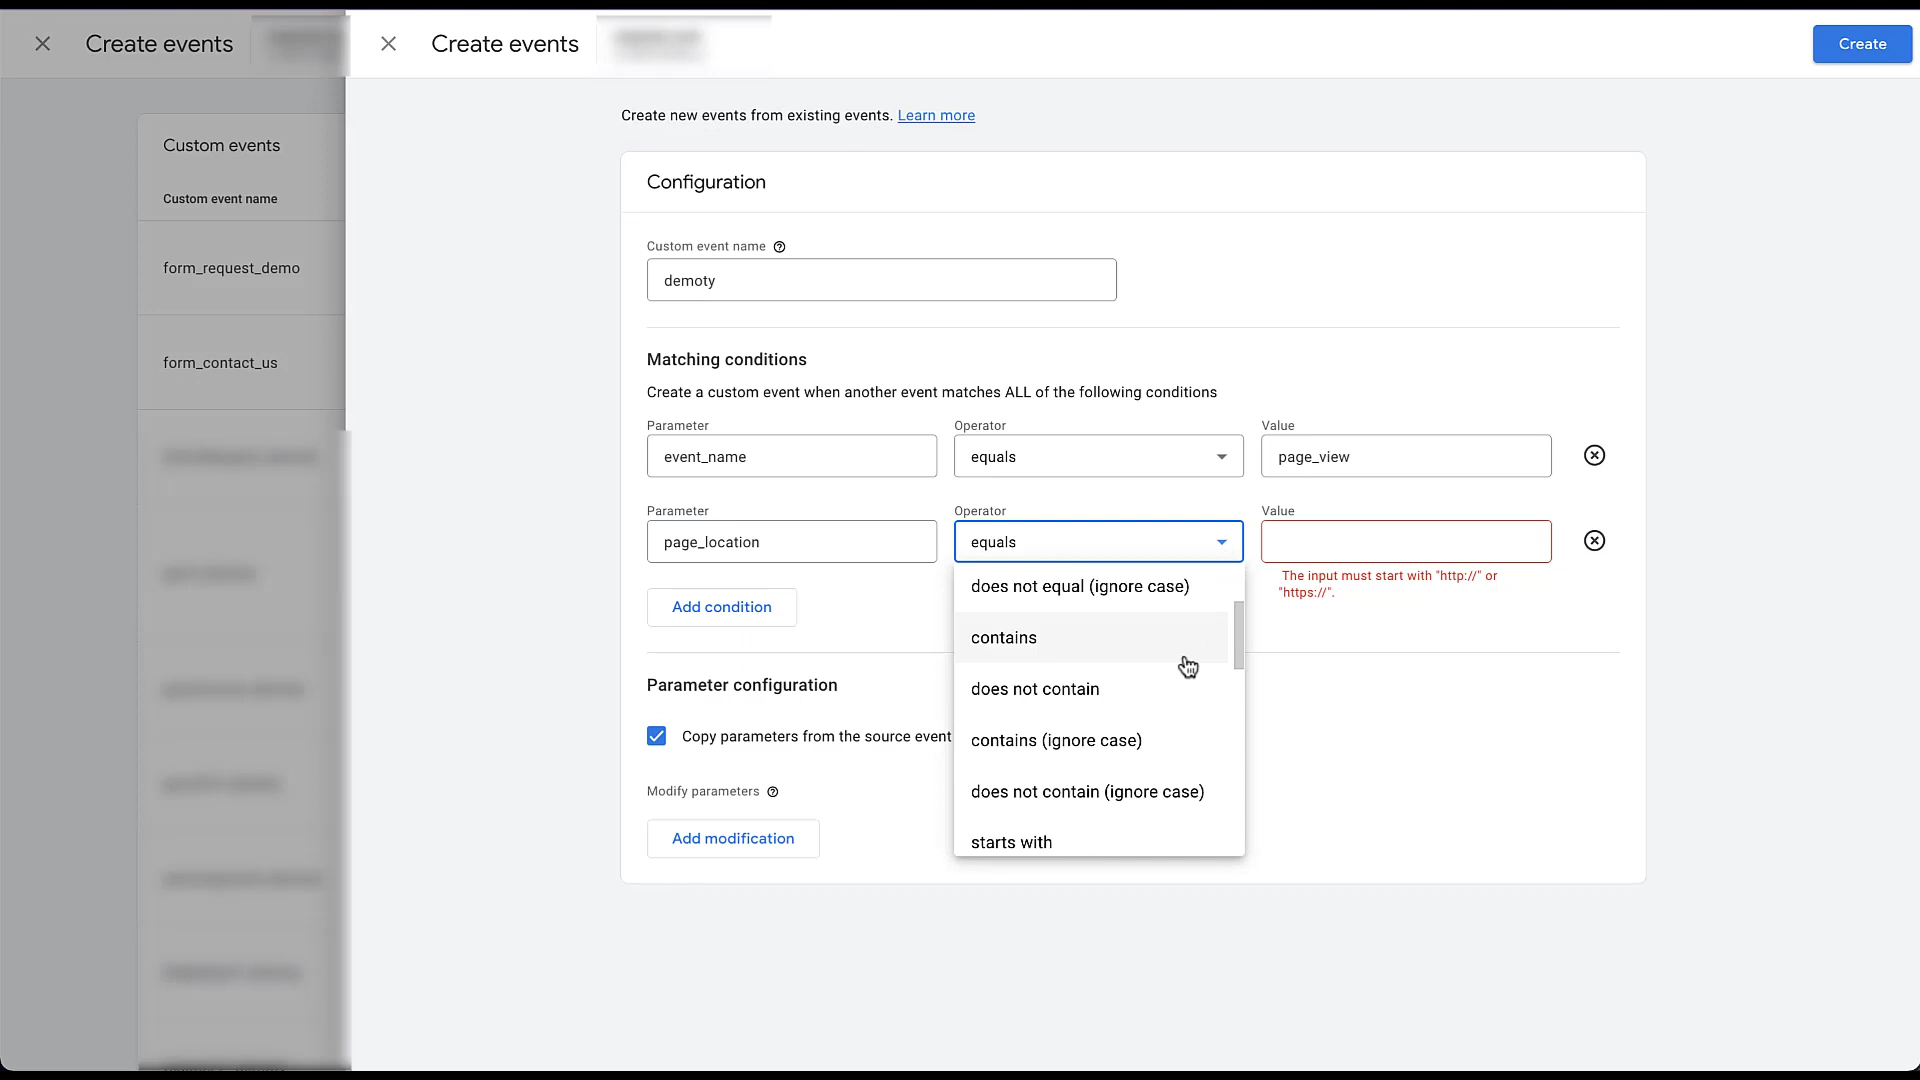 Create events
Create events
Create
Create new events from existing events. Learn more
Custom events
Custom event name
form_request_demo
form_contact_us
Configuration
Custom event name
demoty
Matching conditions
Create a custom event when another event matches ALL of the following conditions
Parameter
Operator
Value
event_name
equals
page_view
Parameter
Operator
Value
page_location
equals
The input must start with "http://" or
"https://".
does not equal (ignore case)
contains
does not contain
contains (ignore case)
does not contain (ignore case)
starts with
Add condition
Parameter configuration
Copy parameters from the source event
Modify parameters
Add modification